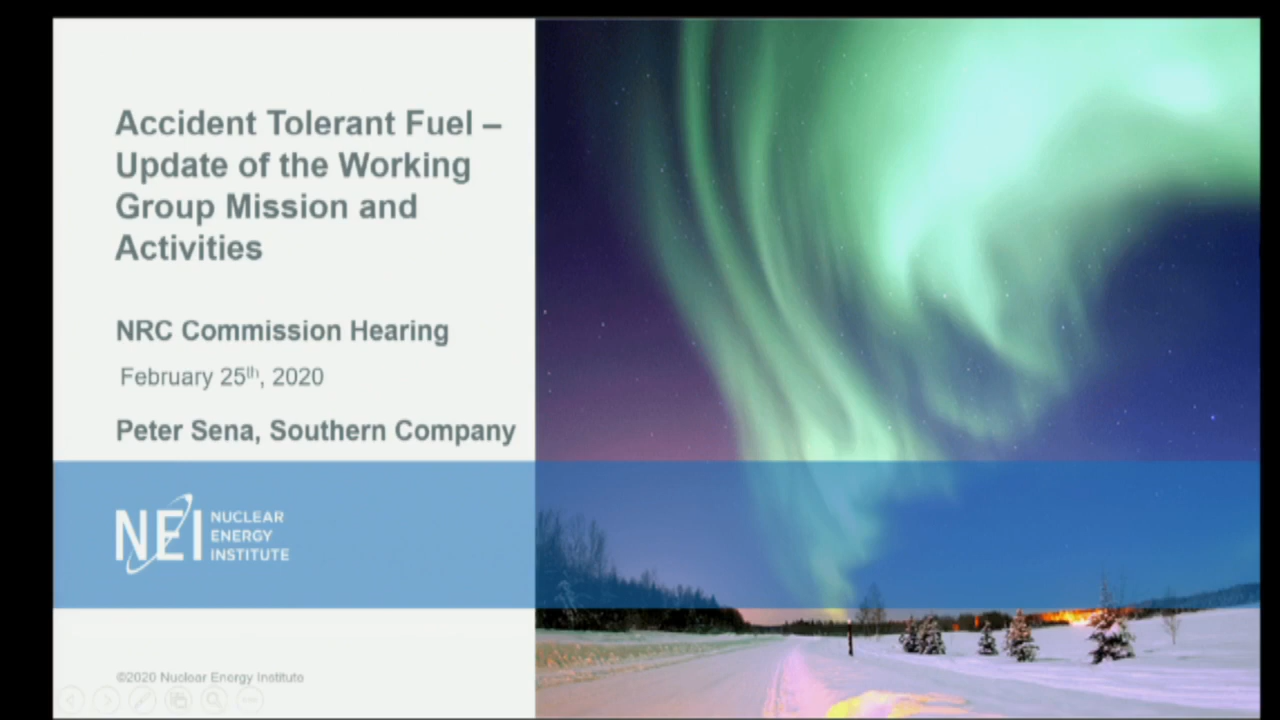 Accident Tolerant Fuel –
Update of the Working
Group Mission and
Activities
NRC Commission Hearing
February 25th, 2020
Peter Sena, Southern Company
NEI NUCLEAR
ENERGY
INSTITUTE
©2020 Nuclear Energy Institute